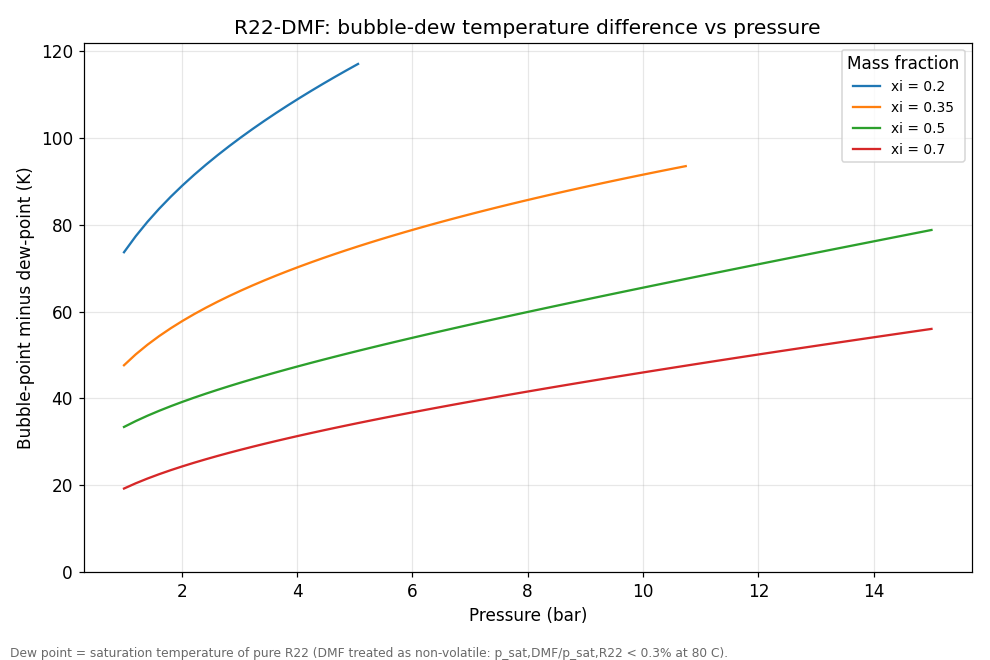 R22-DMF: bubble-dew temperature difference vs pressure
Bubble-point minus dew-point (K)
120
100
80
60
40
20
0
Mass fraction
xi = 0.2
xi = 0.35
xi = 0.5
xi = 0.7
2 4 6 8 10 12 14
Pressure (bar)
Dew point = saturation temperature of pure R22 (DMF treated as non-volatile: p_sat,DMF/p_sat,R22 < 0.3% at 80 C).